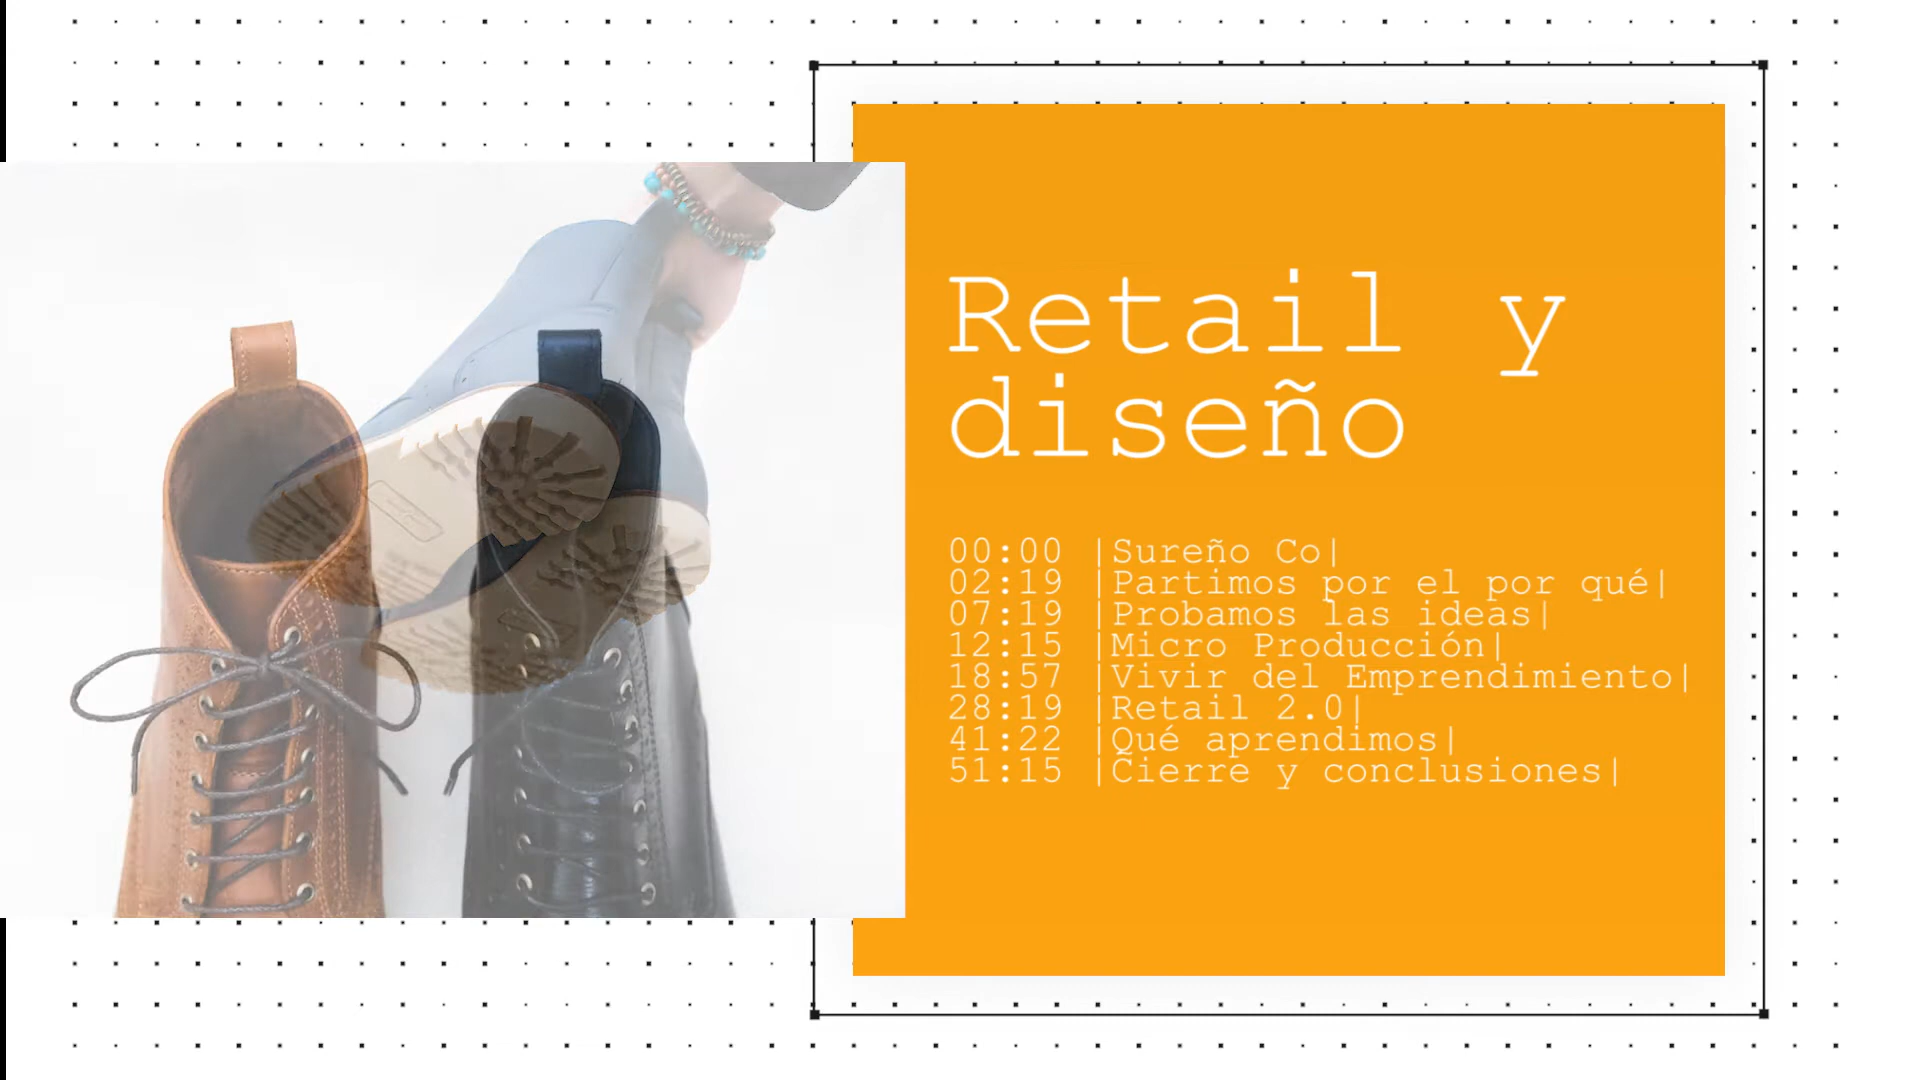 Retail y
diseño
00:00 |Sureño Co|
02:19 |Partimos por el por qué|
07:19 |Probamos las ideas|
12:15 |Micro Producción|
18:57 |Vivir del Emprendimiento|
28:19 |Retail 2.0|
41:22 |Qué aprendimos|
51:15 |Cierre y conclusiones|